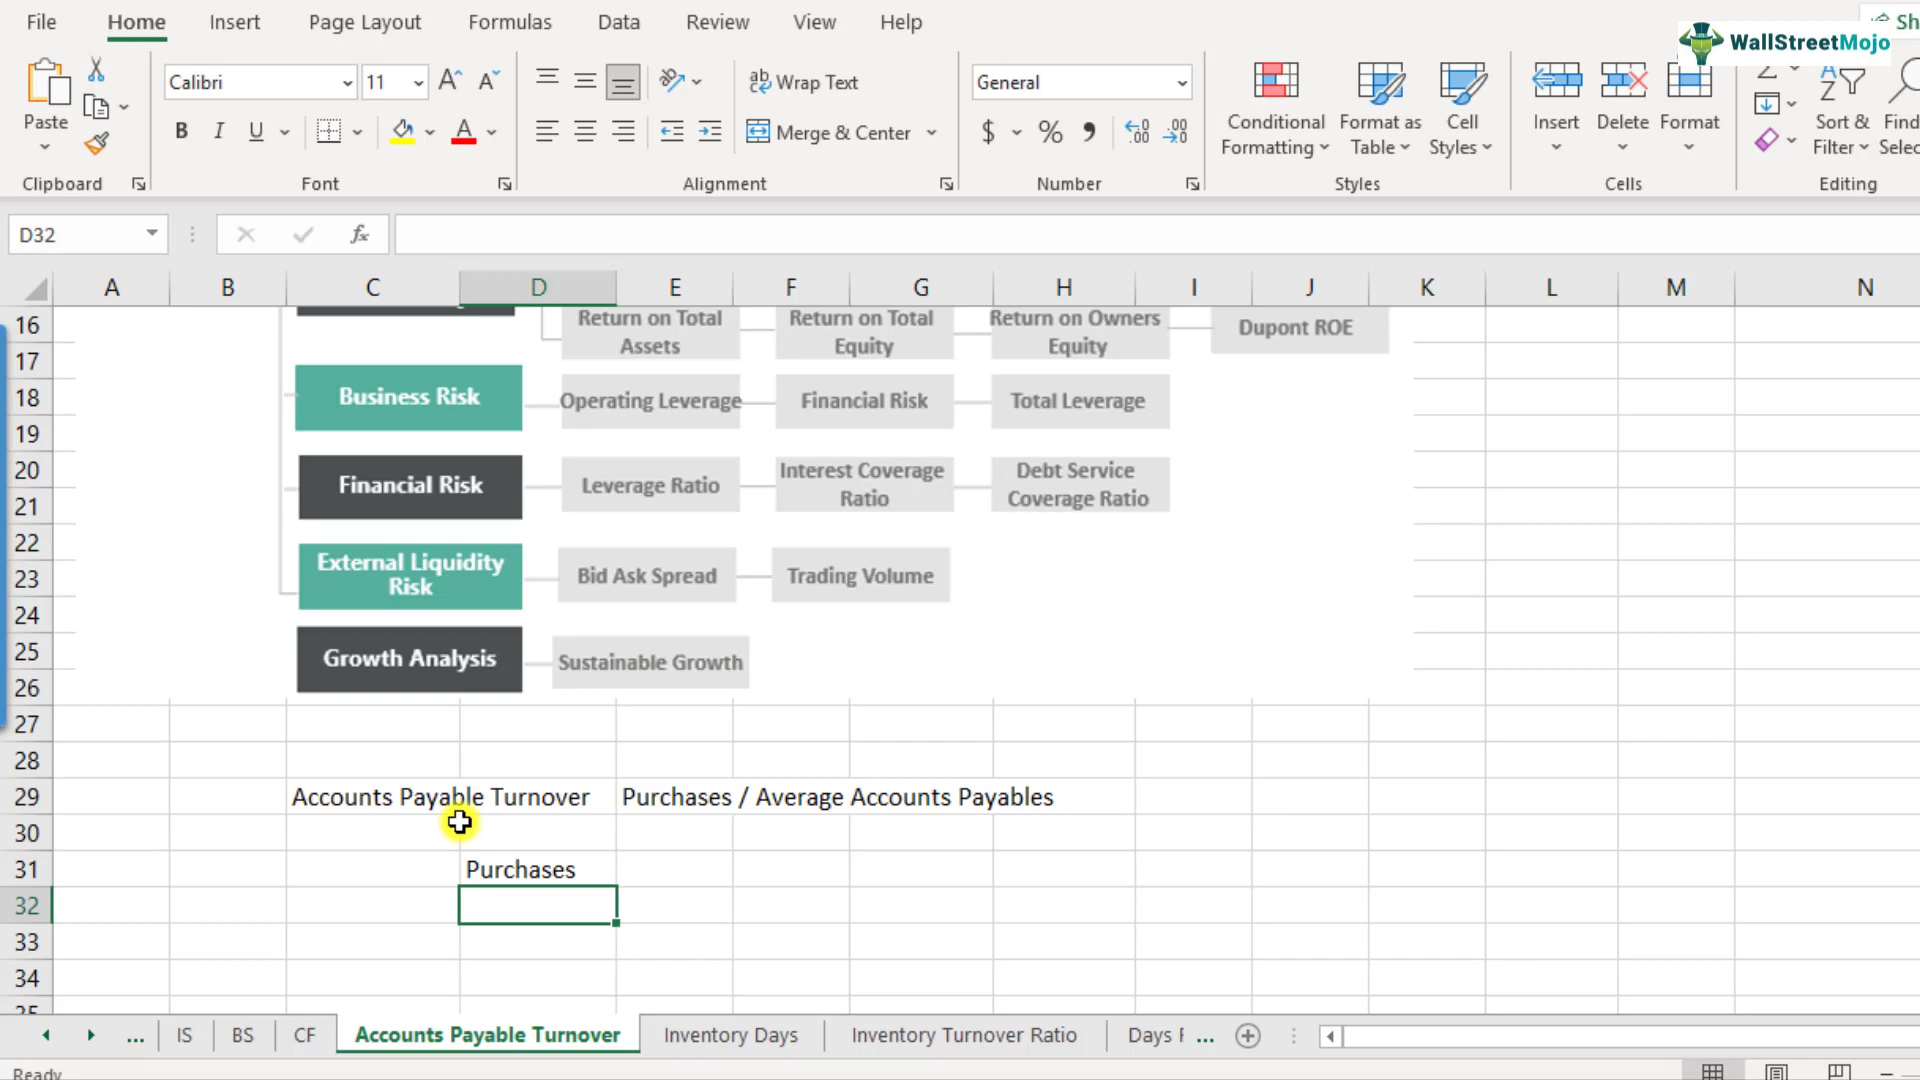 File Home Insert Page Layout Formulas Data Review View Help Sh
WallStreetMojo
Calibri 11 A A Wrap Text General
Paste B I U A Merge & Center $ % 9 .00
Conditional Formatting
Format as Table
Cell Styles
Insert Delete Format
Sort & Filter
Find
Selec
Clipboard Font Alignment Number Styles Cells Editing
D32 fx
A B C D E F G H I J K L M N
16 Return on Total Assets Return on Total Equity Return on Owners Equity Dupont ROE
17
18 Business Risk Operating Leverage Financial Risk Total Leverage
19
20
21 Financial Risk Leverage Ratio Interest Coverage Ratio Debt Service Coverage Ratio
22
23 External Liquidity Risk Bid Ask Spread Trading Volume
24
25 Growth Analysis Sustainable Growth
26
27
28
29 Accounts Payable Turnover Purchases / Average Accounts Payables
30
31 Purchases
32
33
34
... IS BS CF Accounts Payable Turnover Inventory Days Inventory Turnover Ratio Days ...
Ready